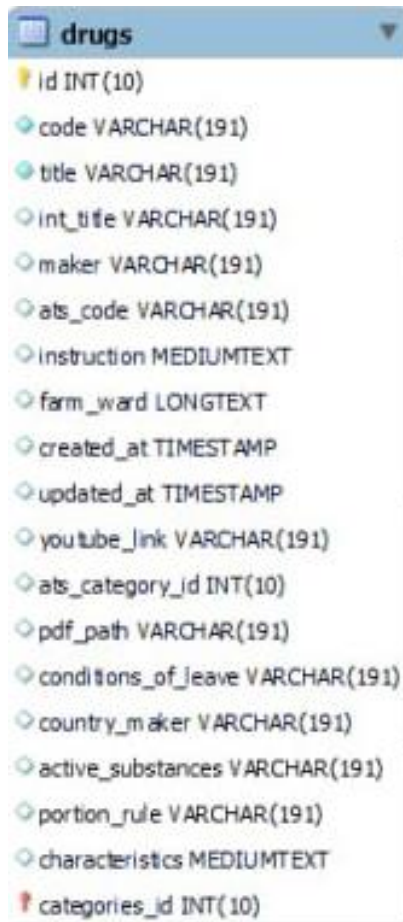 drugs
id INT(10)
code VARCHAR(191)
title VARCHAR(191)
int_title VARCHAR(191)
maker VARCHAR(191)
ats_code VARCHAR(191)
instruction MEDIUMTEXT
farm_ward LONGTEXT
created_at TIMESTAMP
updated_at TIMESTAMP
youtube_link VARCHAR(191)
ats_category_id INT(10)
pdf_path VARCHAR(191)
conditions_of_leave VARCHAR(191)
country_maker VARCHAR(191)
active_substances VARCHAR(191)
portion_rule VARCHAR(191)
characteristics MEDIUMTEXT
categories_id INT(10)